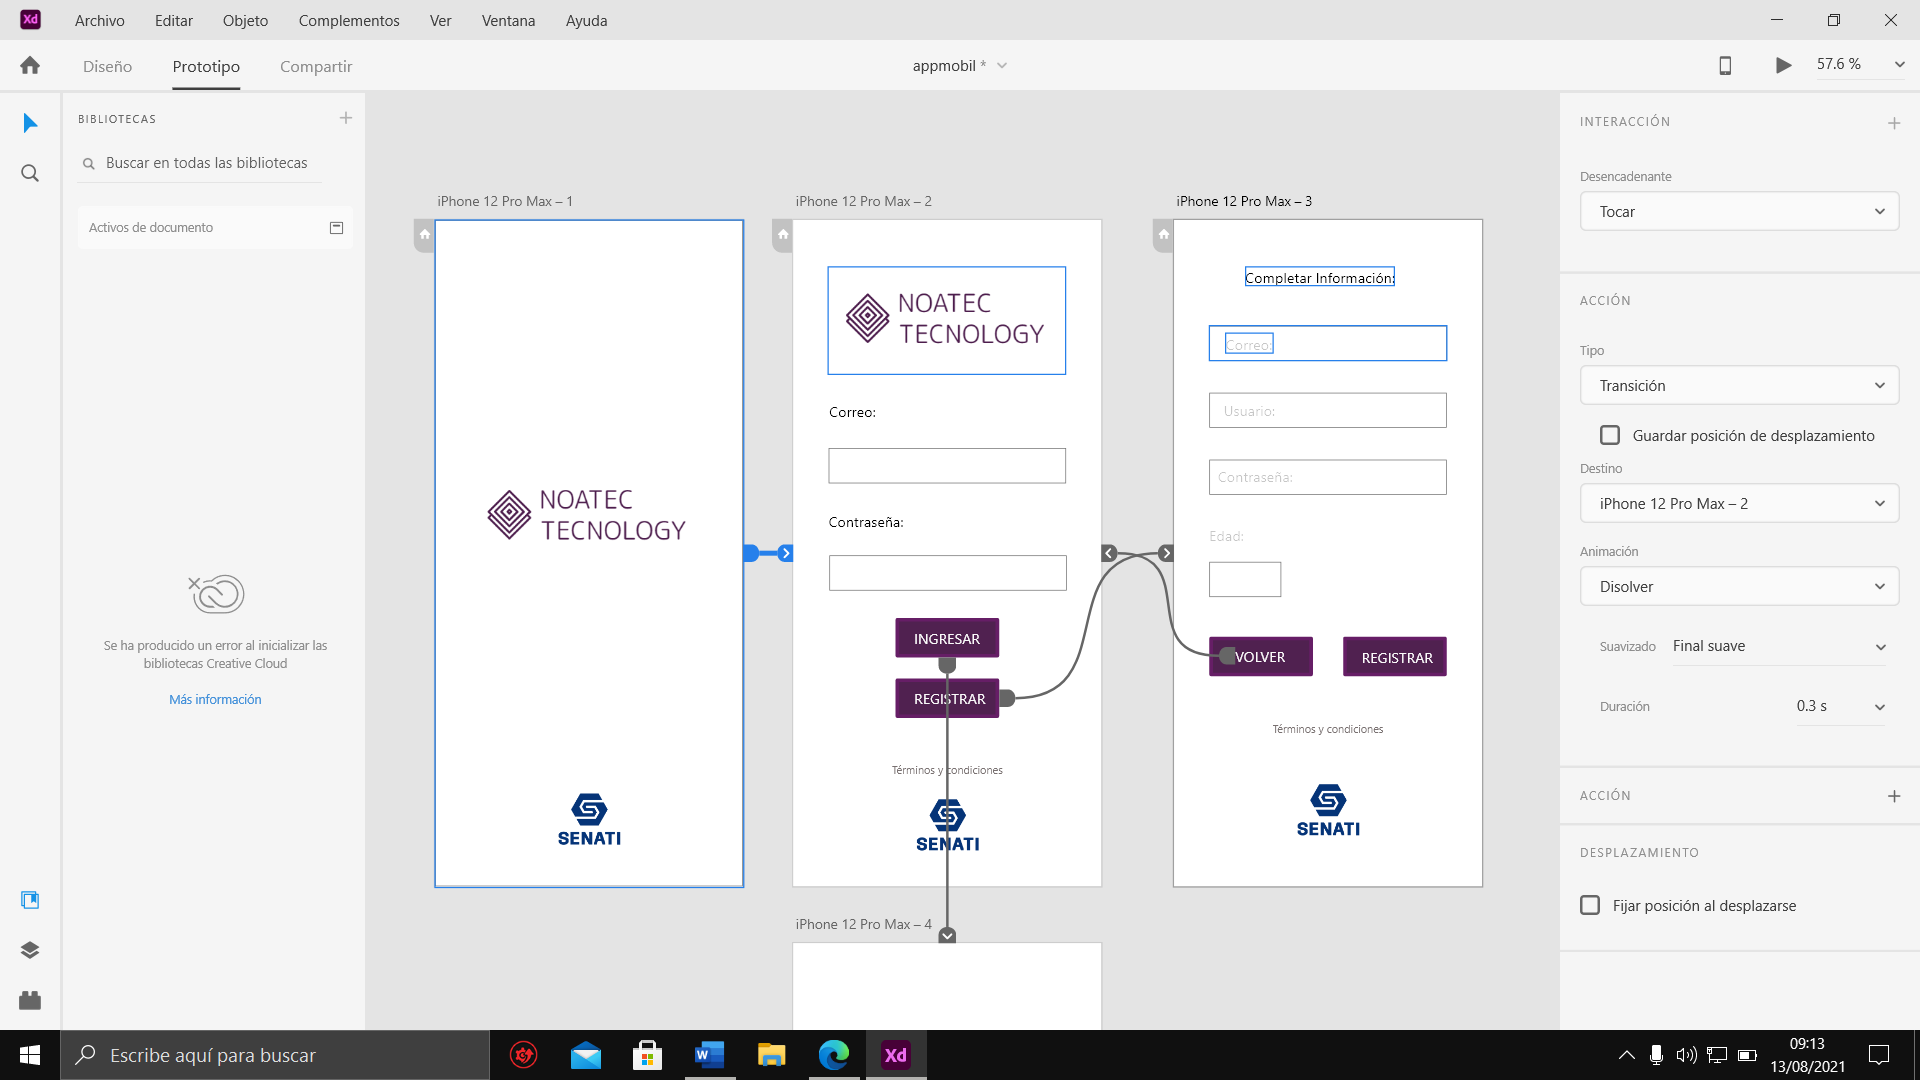 Xd Archivo Editar Objeto Complementos Ver Ventana Ayuda
Diseño Prototipo Compartir appmobil * 57.6 %
BIBLIOTECAS
Buscar en todas las bibliotecas
Activos de documento
Se ha producido un error al inicializar las
bibliotecas Creative Cloud
Más información
iPhone 12 Pro Max – 1
NOATEC
TECNOLOGY
SENATI
iPhone 12 Pro Max – 2
NOATEC
TECNOLOGY
Correo:
Contraseña:
INGRESAR
REGISTRAR
Términos y condiciones
SENATI
iPhone 12 Pro Max – 3
Completar Información:
Correo:
Usuario:
Contraseña:
Edad:
VOLVER REGISTRAR
Términos y condiciones
SENATI
iPhone 12 Pro Max – 4
INTERACCIÓN
Desencadenante
Tocar
ACCIÓN
Tipo
Transición
Guardar posición de desplazamiento
Destino
iPhone 12 Pro Max – 2
Animación
Disolver
Suavizado Final suave
Duración 0.3 s
ACCIÓN
DESPLAZAMIENTO
Fijar posición al desplazarse
Escribe aquí para buscar
W
Xd
09:13
13/08/2021